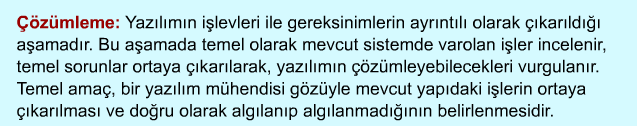 Çözümleme: Yazılımın işlevleri ile gereksinimlerin ayrıntılı olarak çıkarıldığı
aşamadır. Bu aşamada temel olarak mevcut sistemde varolan işler incelenir,
temel sorunlar ortaya çıkarılarak, yazılımın çözümleyebilecekleri vurgulanır.
Temel amaç, bir yazılım mühendisi gözüyle mevcut yapıdaki işlerin ortaya
çıkarılması ve doğru olarak algılanıp algılanmadığının belirlenmesidir.